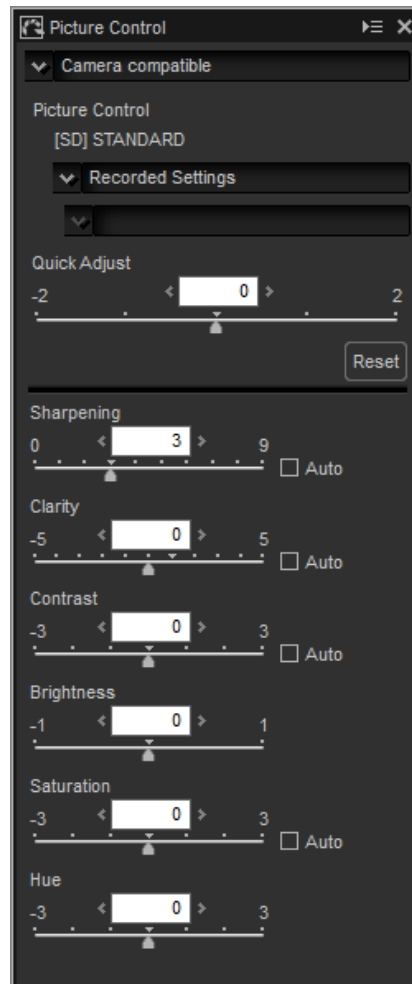 Picture Control
Camera compatible
Picture Control
[SD] STANDARD
Recorded Settings
Quick Adjust
-2 0 2
Reset
Sharpening
0 3 9
Auto
Clarity
-5 0 5
Auto
Contrast
-3 0 3
Auto
Brightness
-1 0 1
Saturation
-3 0 3
Auto
Hue
-3 0 3